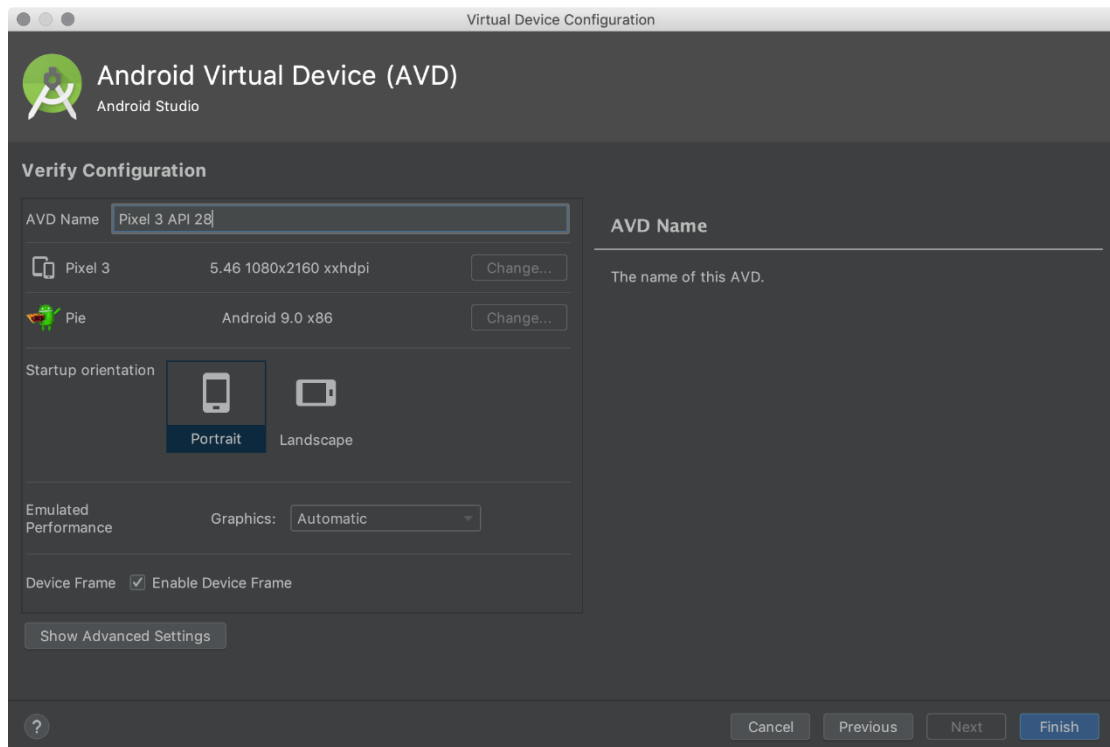 Virtual Device Configuration
Android Virtual Device (AVD)
Android Studio
Verify Configuration
AVD Name Pixel 3 API 28
Pixel 3 5.46 1080x2160 xxhdpi Change...
Pie Android 9.0 x86 Change...
Startup orientation
Portrait Landscape
Emulated
Performance
Graphics: Automatic
Device Frame Enable Device Frame
Show Advanced Settings
AVD Name
The name of this AVD.
? Cancel Previous Next Finish